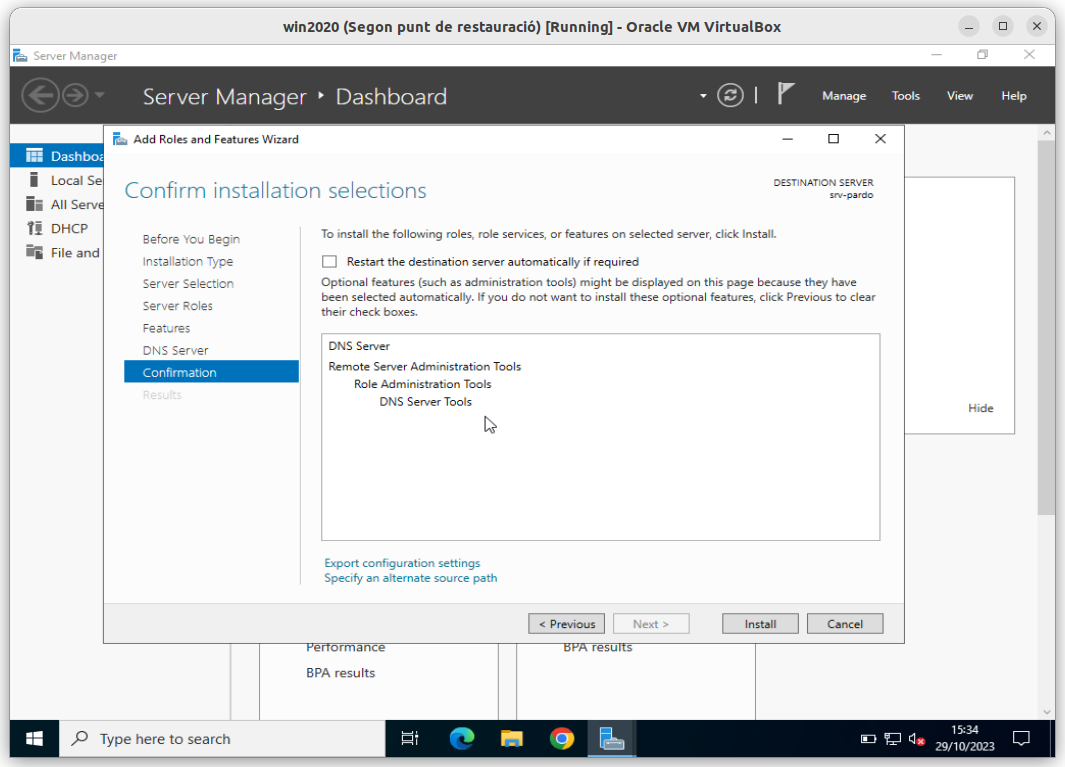 win2020 (Segon punt de restauració) [Running] - Oracle VM VirtualBox
Server Manager
Server Manager Dashboard
Manage Tools View Help
Add Roles and Features Wizard
Dashboa
Local Se
All Serve
DHCP
File and
Confirm installation selections
DESTINATION SERVER
srv-pardo
Before You Begin
Installation Type
Server Selection
Server Roles
Features
DNS Server
Confirmation
Results
To install the following roles, role services, or features on selected server, click Install.
Restart the destination server automatically if required
Optional features (such as administration tools) might be displayed on this page because they have
been selected automatically. If you do not want to install these optional features, click Previous to clear
their check boxes.
DNS Server
Remote Server Administration Tools
Role Administration Tools
DNS Server Tools
Export configuration settings
Specify an alternate source path
< Previous
Next >
Install
Cancel
Hide
Performance
BPA results
BPA results
Type here to search
15:34
29/10/2023